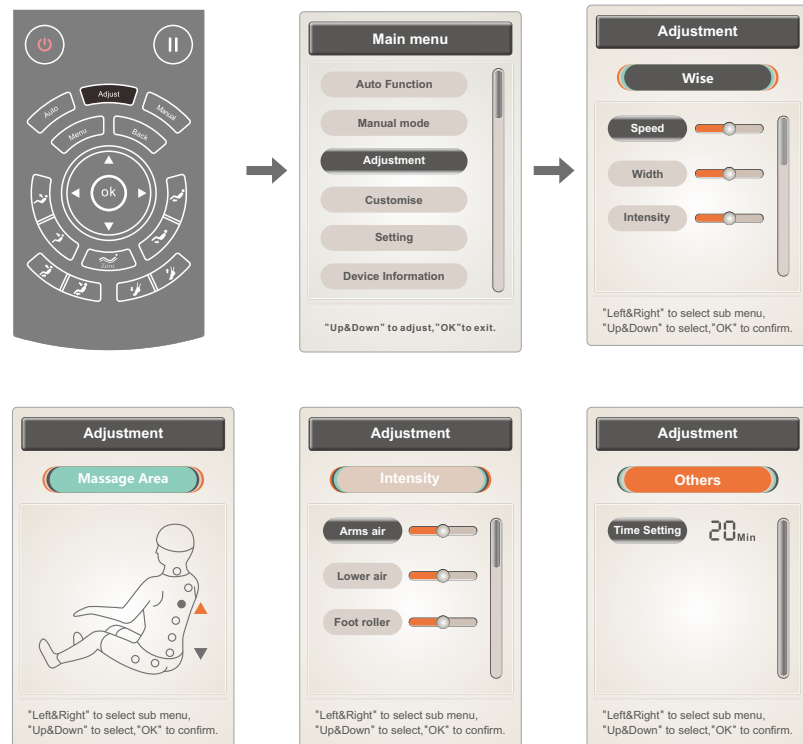 Adjust
Auto
Manual
Menu
Back
ok
Zero
Main menu
Auto Function
Manual mode
Adjustment
Customise
Setting
Device Information
"Up&Down" to adjust,"OK"to exit.
Adjustment
Wise
Speed
Width
Intensity
"Left&Right" to select sub menu,
"Up&Down" to select,"OK" to confirm.
Adjustment
Massage Area
"Left&Right" to select sub menu,
"Up&Down" to select,"OK" to confirm.
Adjustment
Intensity
Arms air
Lower air
Foot roller
"Left&Right" to select sub menu,
"Up&Down" to select,"OK" to confirm.
Adjustment
Others
Time Setting 20Min
"Left&Right" to select sub menu,
"Up&Down" to select,"OK" to confirm.